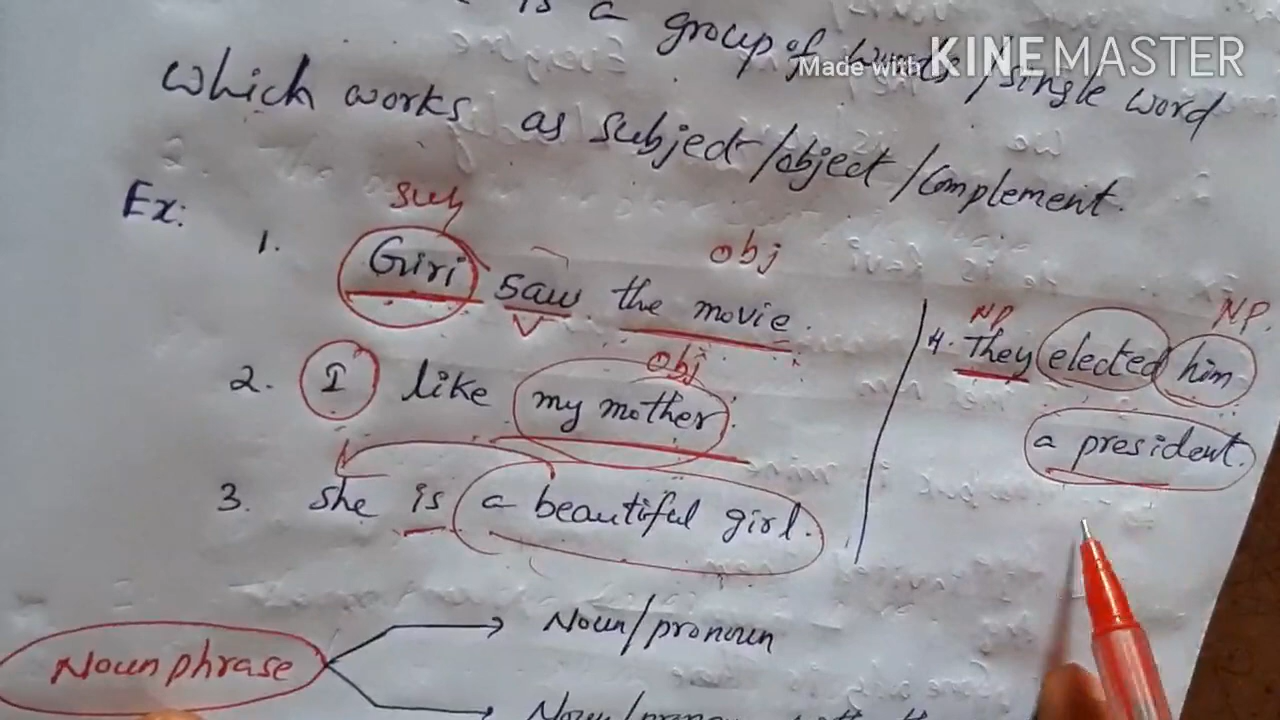 is a group of words/single word
Made with KINEMASTER
which works as subject/object/complement.
Ex:
sub
obj
1. Giri saw the movie.
V
obj
2. I like my mother.
3. she is a beautiful girl.
NP NP.
4. They elected him
a president.
Noun phrase
Noun/pronoun
Noun/pronoun